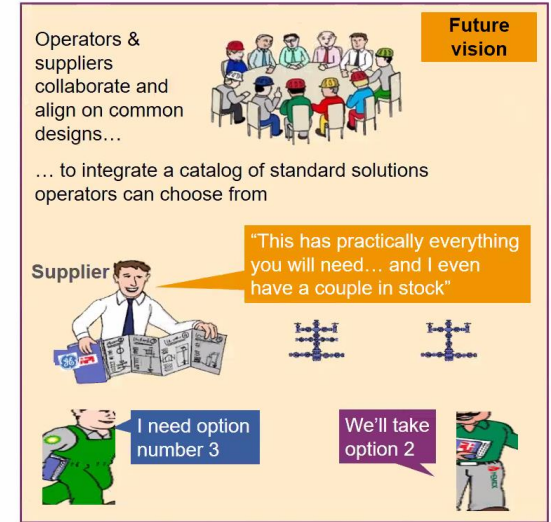 Future
vision
Operators &
suppliers
collaborate and
align on common
designs…
… to integrate a catalog of standard solutions
operators can choose from
“This has practically everything
you will need… and I even
have a couple in stock”
Supplier
I need option
number 3
We’ll take
option 2